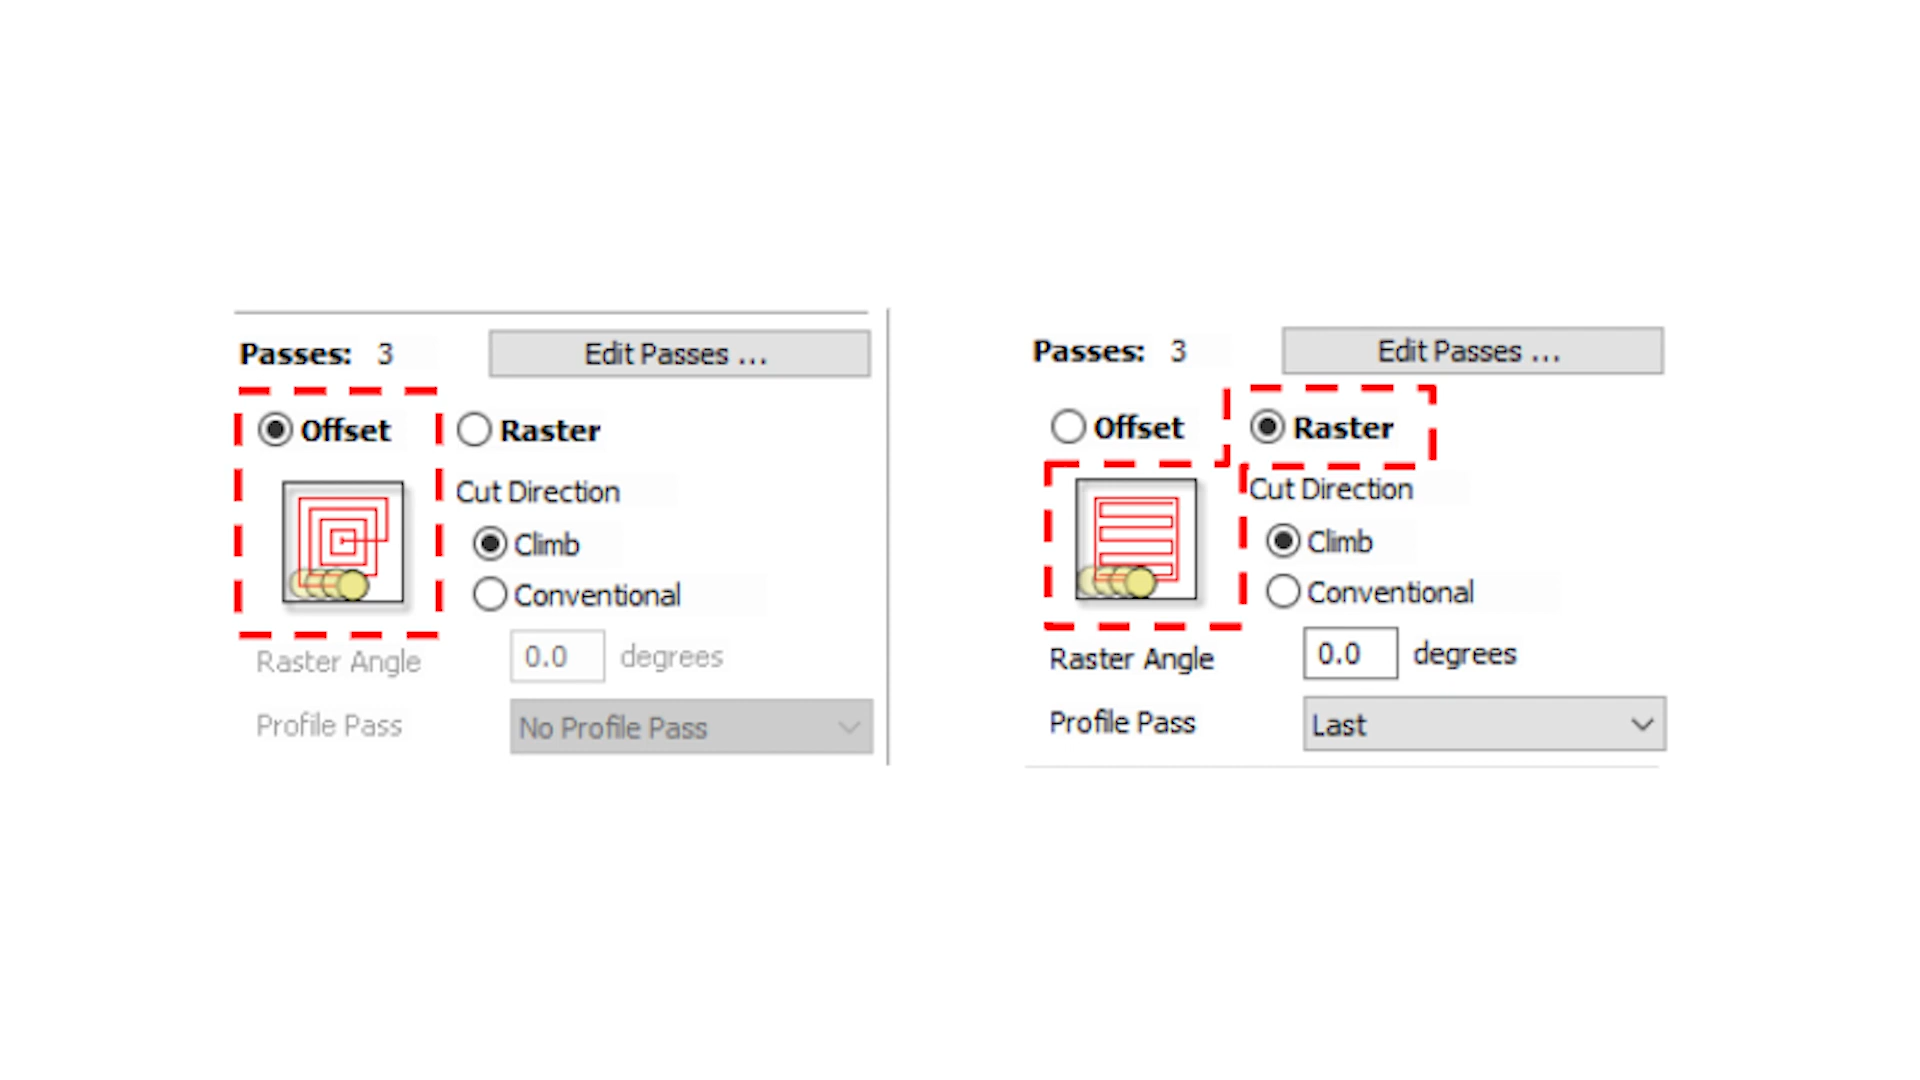 Passes: 3 Edit Passes ...
Offset Raster
Cut Direction
Climb
Conventional
Raster Angle 0.0 degrees
Profile Pass No Profile Pass
Passes: 3 Edit Passes ...
Offset Raster
Cut Direction
Climb
Conventional
Raster Angle 0.0 degrees
Profile Pass Last